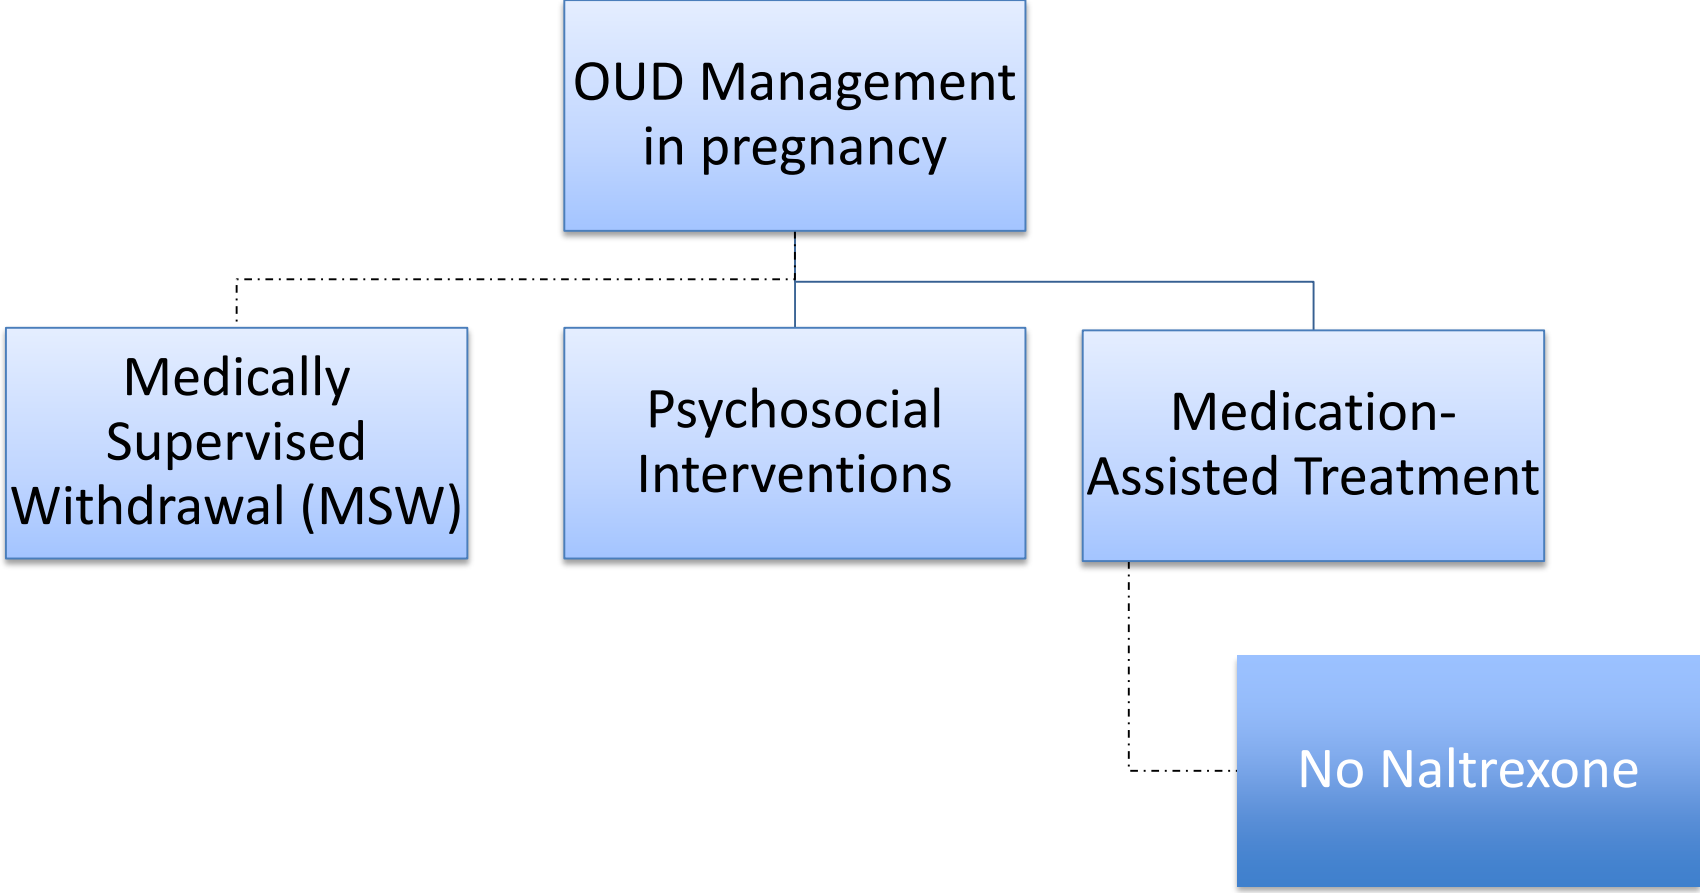 OUD Management
in pregnancy
Medically
Supervised
Withdrawal (MSW)
Psychosocial
Interventions
Medication-
Assisted Treatment
No Naltrexone